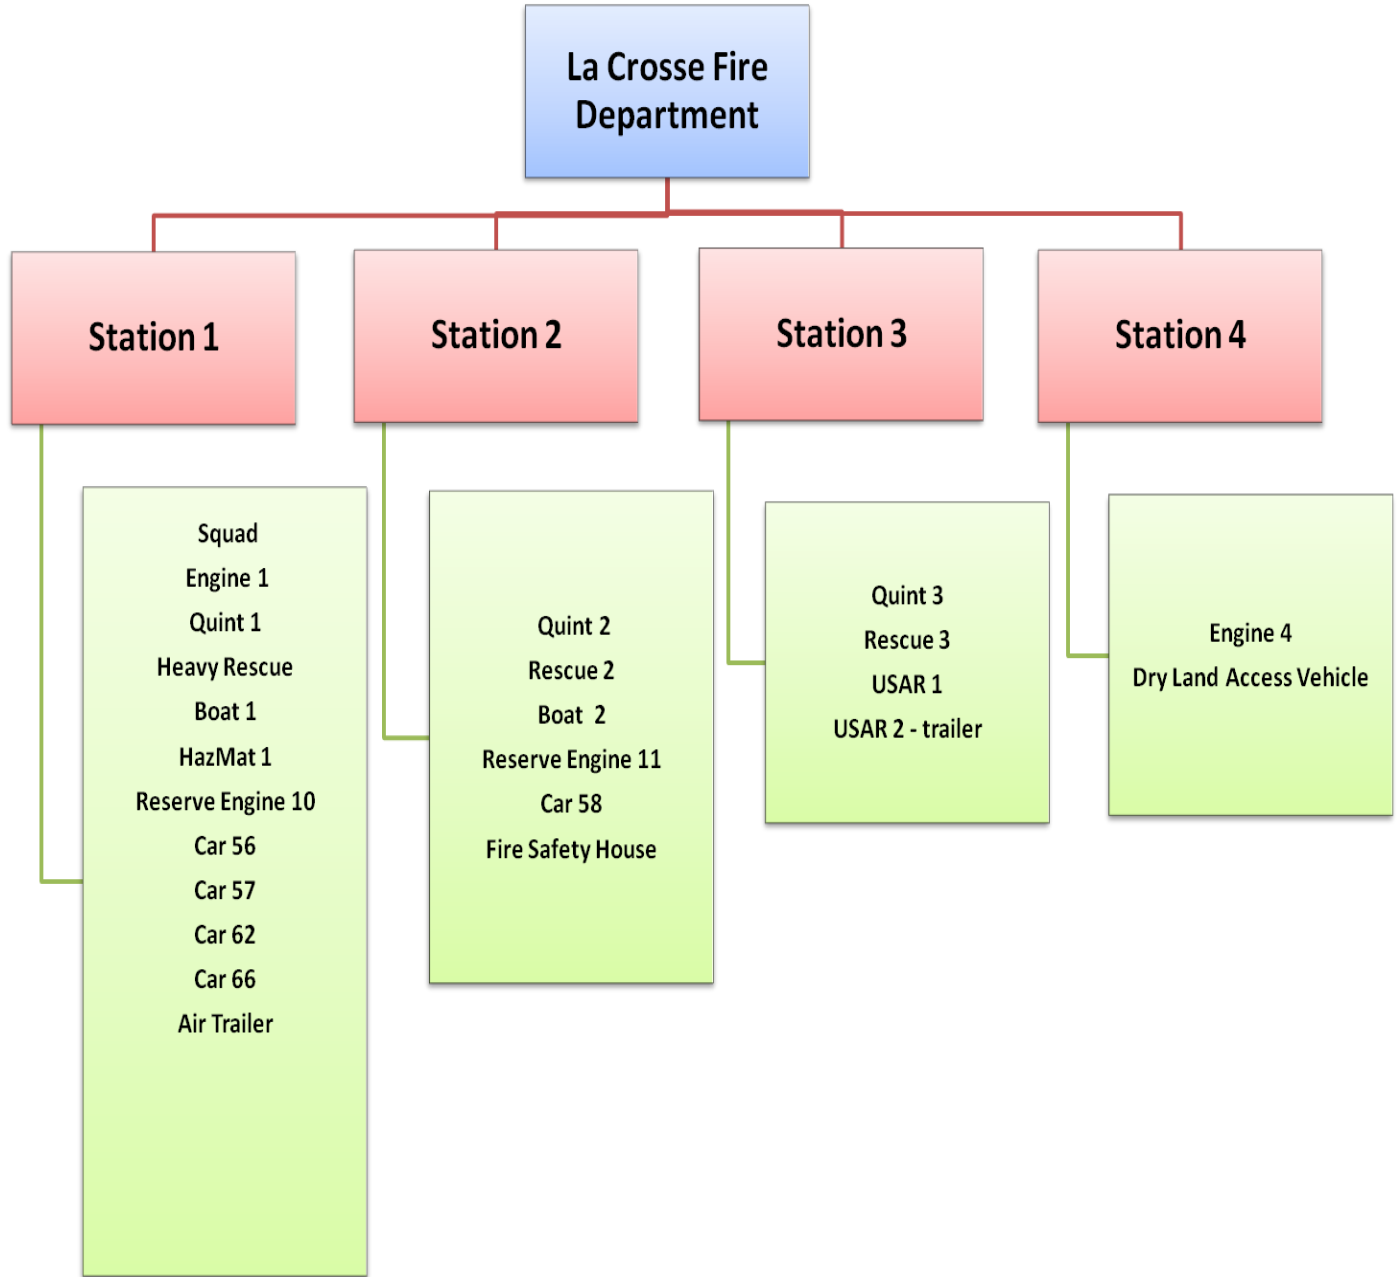 La Crosse Fire
Department
Station 1
Station 2
Station 3
Station 4
Squad
Engine 1
Quint 1
Heavy Rescue
Boat 1
HazMat 1
Reserve Engine 10
Car 56
Car 57
Car 62
Car 66
Air Trailer
Quint 2
Rescue 2
Boat  2
Reserve Engine 11
Car 58
Fire Safety House
Quint 3
Rescue 3
USAR 1
USAR 2 - trailer
Engine 4
Dry Land Access Vehicle